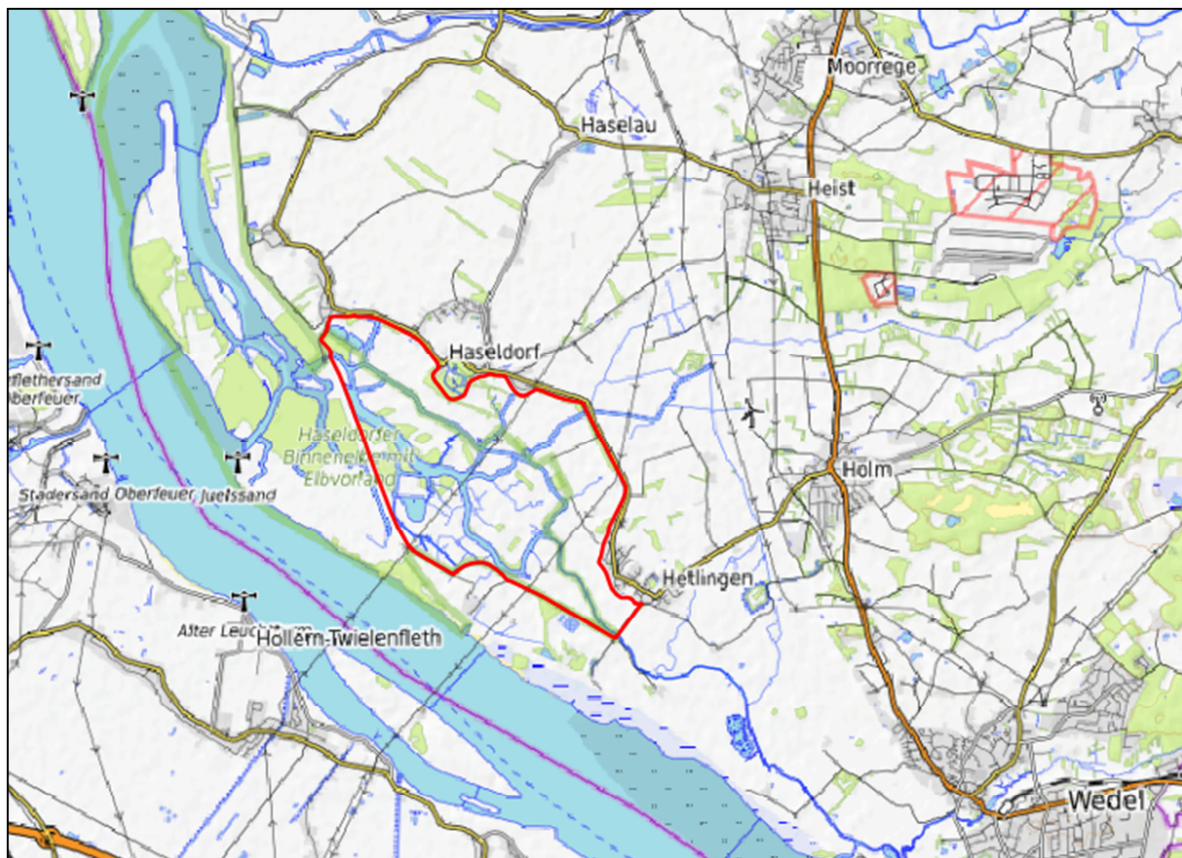 Moorrege
Haselau
Heist
Haseldorf
Haseldorfer
Binnenelbe mit
Elbvorland
Holm
Stadersand Oberfeuer Juelssand
Hetlingen
Hollern-Twielenfleth
Wedel